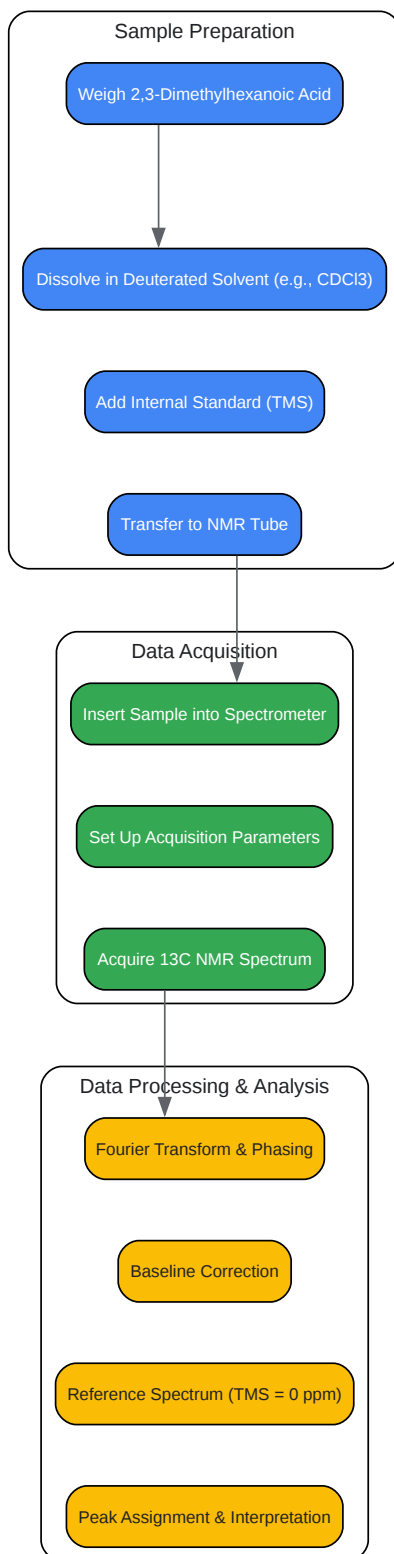 Sample Preparation
Weigh 2,3-Dimethylhexanoic Acid
Dissolve in Deuterated Solvent (e.g., CDCl3)
Add Internal Standard (TMS)
Transfer to NMR Tube
Data Acquisition
Insert Sample into Spectrometer
Set Up Acquisition Parameters
Acquire 13C NMR Spectrum
Data Processing & Analysis
Fourier Transform & Phasing
Baseline Correction
Reference Spectrum (TMS = 0 ppm)
Peak Assignment & Interpretation